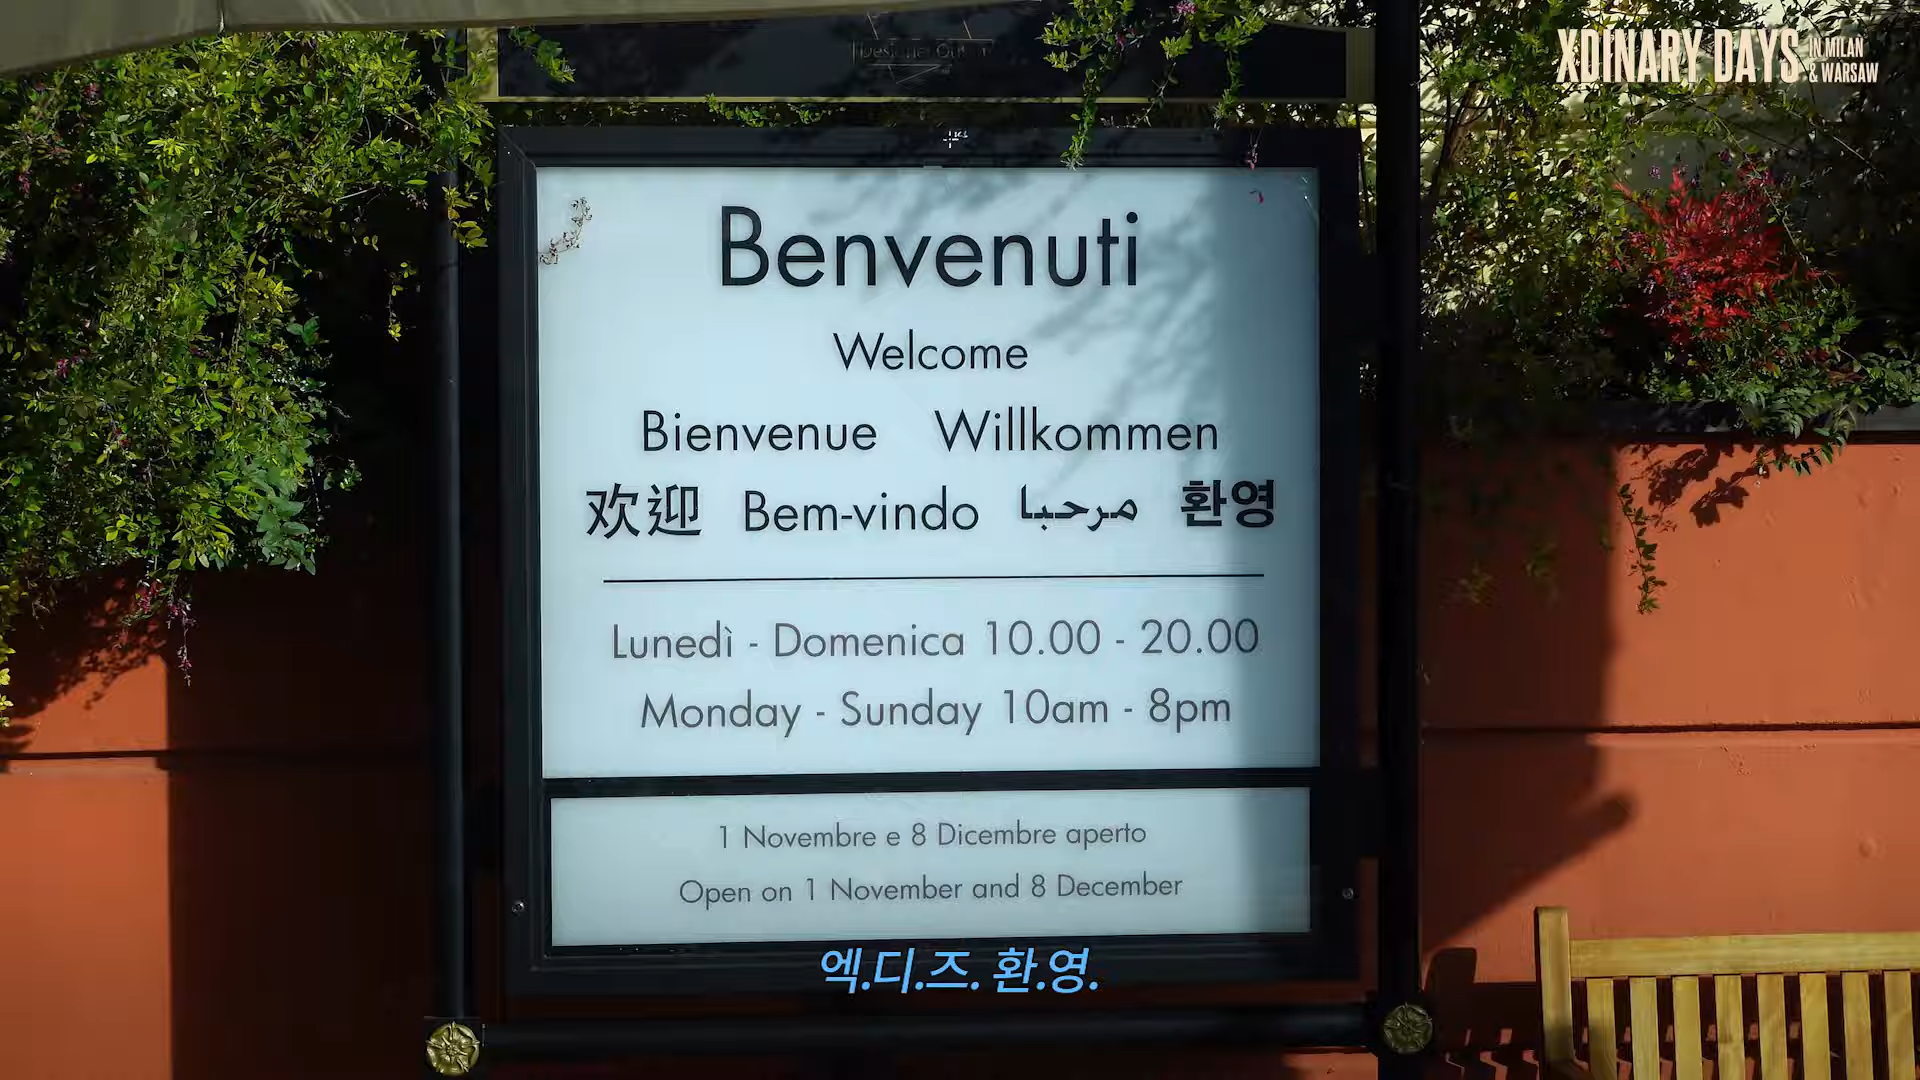 XDINARY DAYS IN MILAN & WARSAW
Designer Outlet
Benvenuti
Welcome
Bienvenue Willkommen
欢迎 Bem-vindo مرحبا 환영
Lunedì - Domenica 10.00 - 20.00
Monday - Sunday 10am - 8pm
1 Novembre e 8 Dicembre aperto
Open on 1 November and 8 December
엑.디.즈. 환.영.